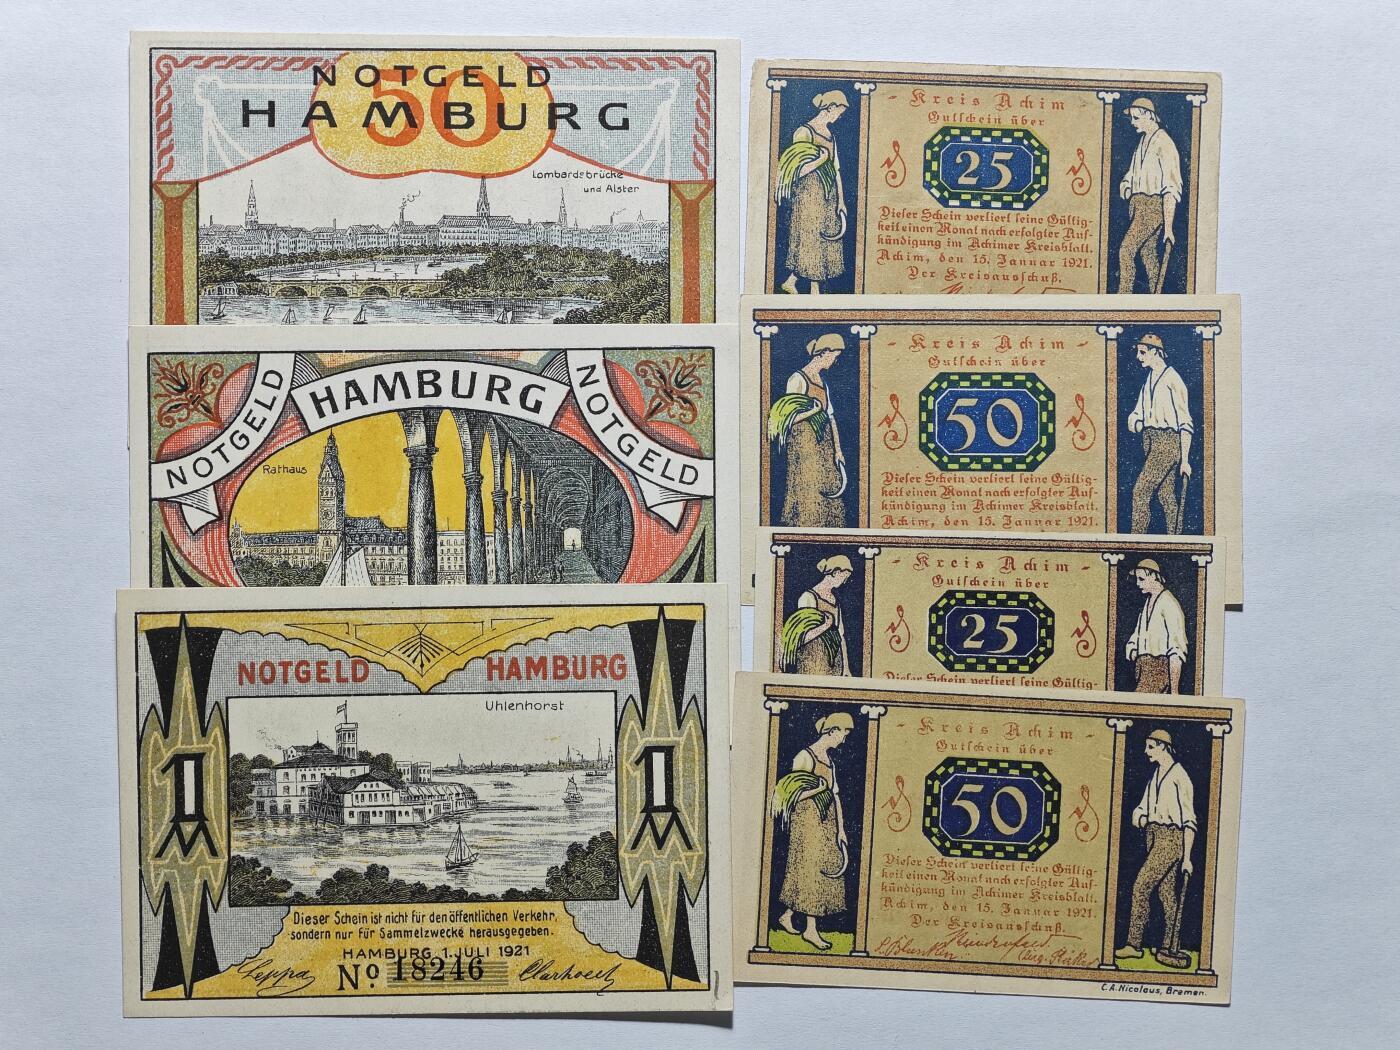 NOTGELD
50
HAMBURG
Lombardsbrücke
und Alster
NOTGELD
HAMBURG
NOTGELD
Rathaus
NOTGELD HAMBURG
Uhlenhorst
1
M
1
M
Dieser Schein ist nicht für den öffentlichen Verkehr,
sondern nur für Sammelzwecke herausgegeben.
HAMBURG, 1. JULI 1921
No 18246
- Kreis Achim -
Gutschein über
25
Dieser Schein verliert seine Gültig-
keit einen Monat nach erfolgter Auf-
kündigung im Achimer Kreisblatt.
Achim, den 15. Januar 1921.
Der Kreisausschuß.
- Kreis Achim -
Gutschein über
50
Dieser Schein verliert seine Gültig-
keit einen Monat nach erfolgter Auf-
kündigung im Achimer Kreisblatt.
Achim, den 15. Januar 1921.
- Kreis Achim -
Gutschein über
25
Dieser Schein verliert seine Gültig-
- Kreis Achim -
Gutschein über
50
Dieser Schein verliert seine Gültig-
keit einen Monat nach erfolgter Auf-
kündigung im Achimer Kreisblatt.
Achim, den 15. Januar 1921.
Der Kreisausschuß.
C.A. Nicolaus, Bremen.